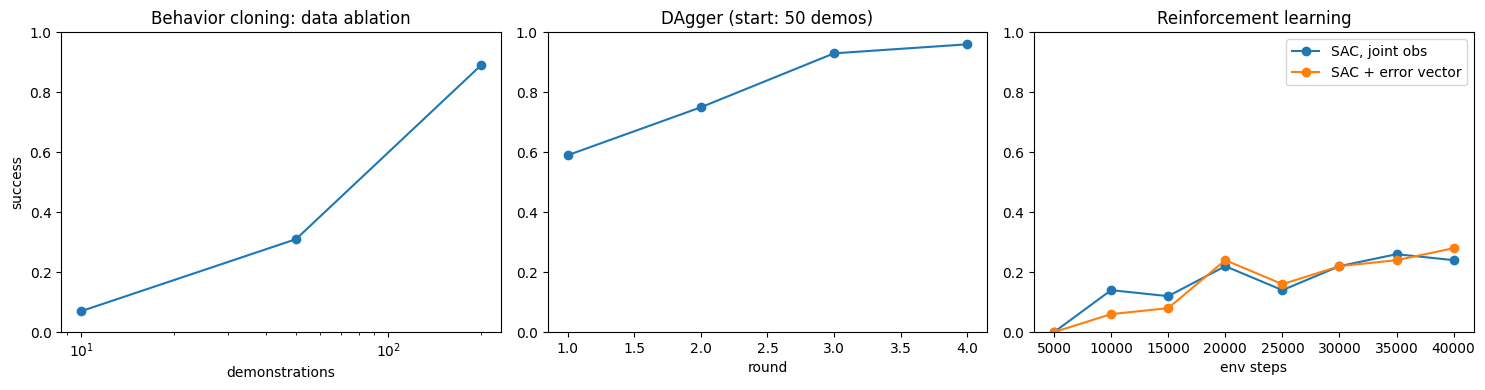 Behavior cloning: data ablation
success
1.0
0.8
0.6
0.4
0.2
0.0
10¹
10²
demonstrations
DAgger (start: 50 demos)
1.0
0.8
0.6
0.4
0.2
0.0
1.0 1.5 2.0 2.5 3.0 3.5 4.0
round
Reinforcement learning
SAC, joint obs
SAC + error vector
1.0
0.8
0.6
0.4
0.2
0.0
5000 10000 15000 20000 25000 30000 35000 40000
env steps